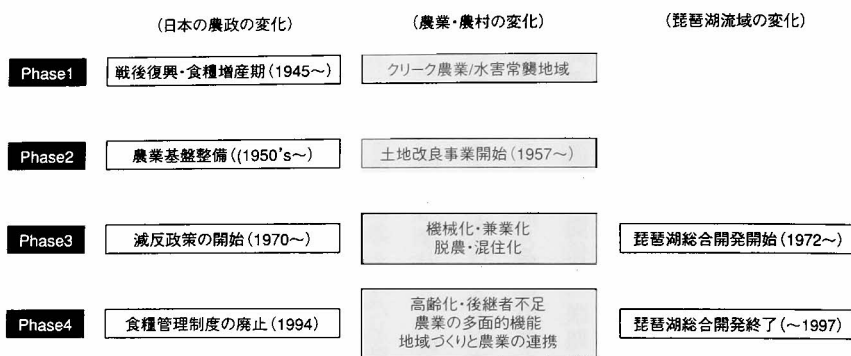 (日本の農政の変化) (農業・農村の変化) (琵琶湖流域の変化)
Phase1 戦後復興・食糧増産期(1945〜) クリーク農業/水害常襲地域
Phase2 農業基盤整備((1950's〜) 土地改良事業開始(1957〜)
Phase3 減反政策の開始(1970〜) 機械化・兼業化
脱農・混住化 琵琶湖総合開発開始(1972〜)
Phase4 食糧管理制度の廃止(1994) 高齢化・後継者不足
農業の多面的機能
地域づくりと農業の連携 琵琶湖総合開発終了(〜1997)